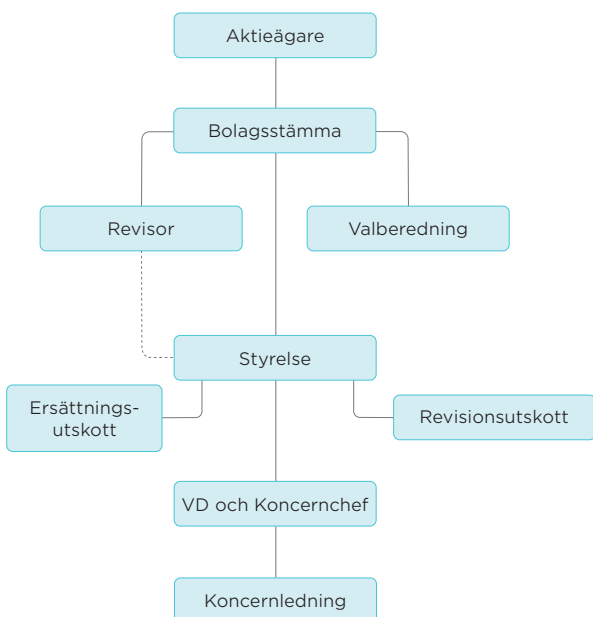 Aktieägare
Bolagsstämma
Revisor
Valberedning
Styrelse
Ersättnings-
utskott
Revisionsutskott
VD och Koncernchef
Koncernledning